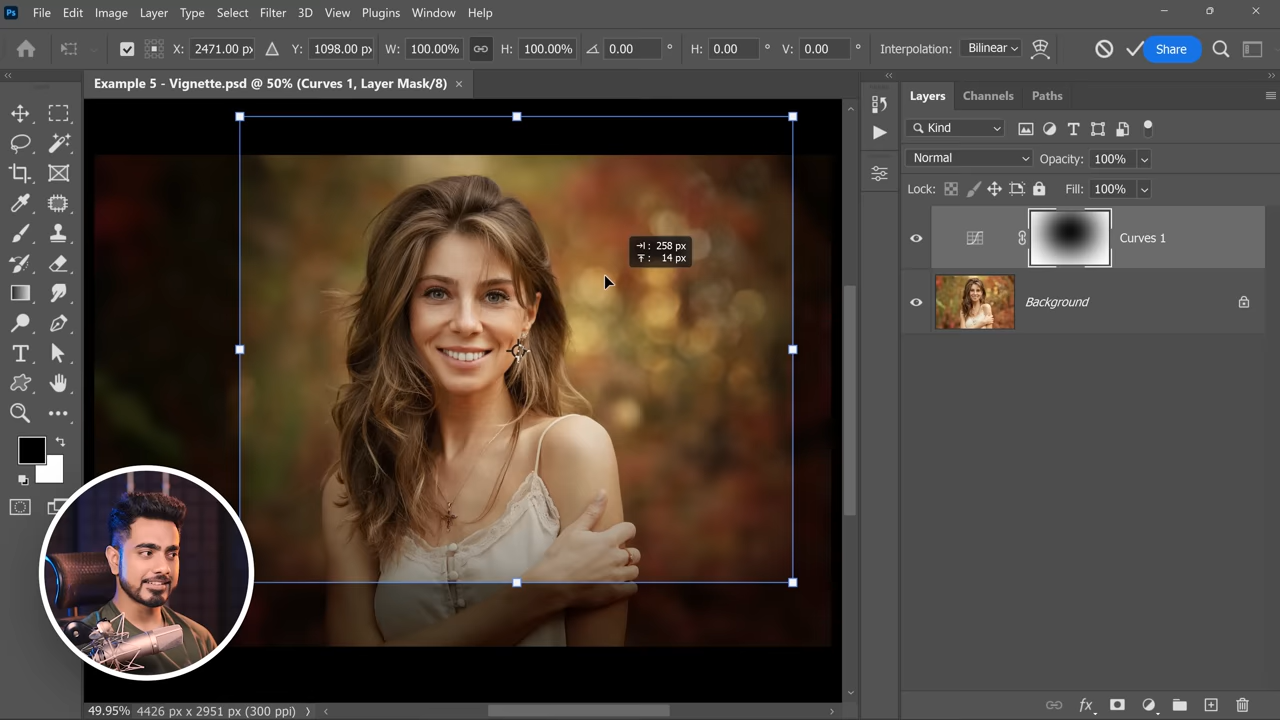 Ps File Edit Image Layer Type Select Filter 3D View Plugins Window Help
X: 2471.00 px Y: 1098.00 px W: 100.00% H: 100.00% 0.00 ° H: 0.00 ° V: 0.00 ° Interpolation: Bilinear Share
Example 5 - Vignette.psd @ 50% (Curves 1, Layer Mask/8) ×
Layers Channels Paths
Kind
Normal Opacity: 100%
Lock: Fill: 100%
Curves 1
Background
: 258 px
: 14 px
49.95% 4426 px x 2951 px (300 ppi)
fx